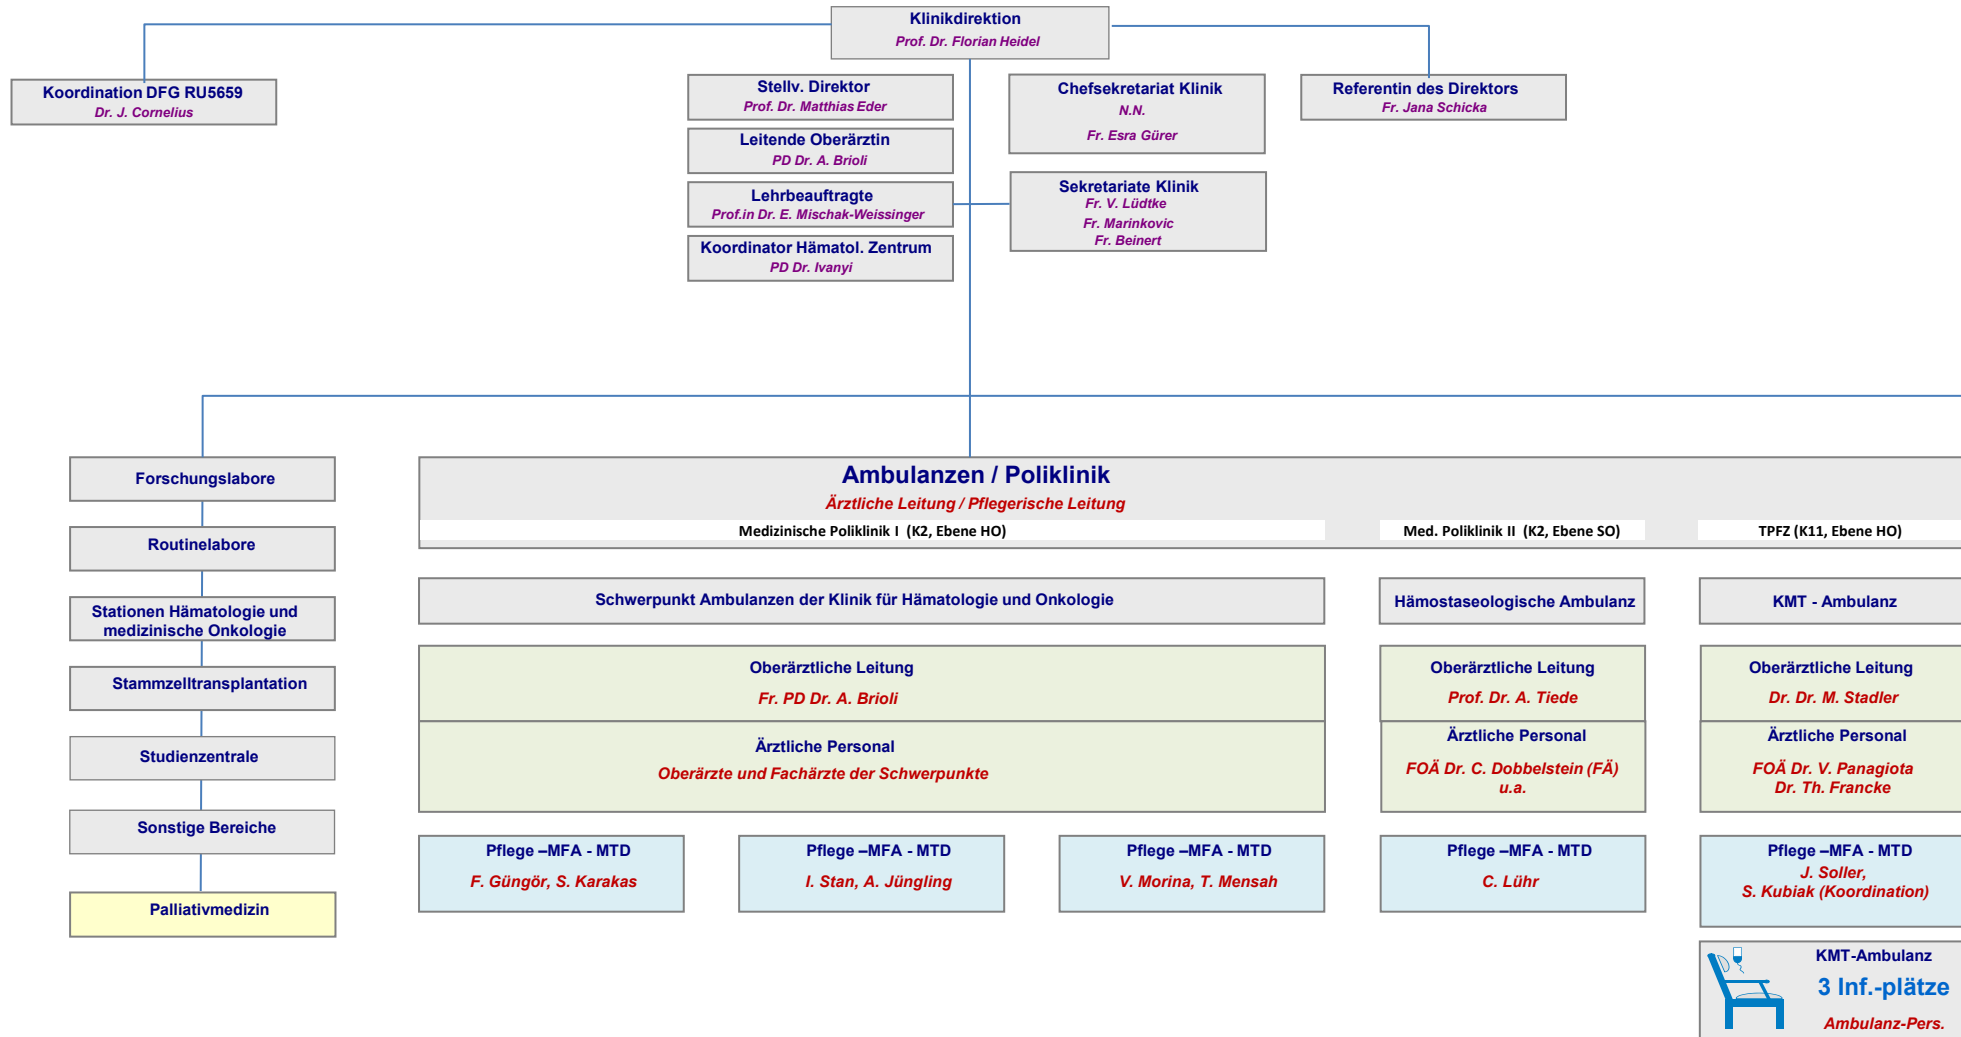 Klinikdirektion
Prof. Dr. Florian Heidel
Koordination DFG RU5659
Dr. J. Cornelius
Stellv. Direktor
Prof. Dr. Matthias Eder
Leitende Oberärztin
PD Dr. A. Brioli
Lehrbeauftragte
Prof.in Dr. E. Mischak-Weissinger
Koordinator Hämatol. Zentrum
PD Dr. Ivanyi
Chefsekretariat Klinik
N.N.
Fr. Esra Gürer
Sekretariate Klinik
Fr. V. Lüdtke
Fr. Marinkovic
Fr. Beinert
Referentin des Direktors
Fr. Jana Schicka
Forschungslabore
Routinelabore
Stationen Hämatologie und
medizinische Onkologie
Stammzelltransplantation
Studienzentrale
Sonstige Bereiche
Palliativmedizin
Ambulanzen / Poliklinik
Ärztliche Leitung / Pflegerische Leitung
Medizinische Poliklinik I (K2, Ebene HO)
Med. Poliklinik II (K2, Ebene SO)
TPFZ (K11, Ebene HO)
Schwerpunkt Ambulanzen der Klinik für Hämatologie und Onkologie
Hämostaseologische Ambulanz
KMT - Ambulanz
Oberärztliche Leitung
Fr. PD Dr. A. Brioli
Oberärztliche Leitung
Prof. Dr. A. Tiede
Oberärztliche Leitung
Dr. Dr. M. Stadler
Ärztliche Personal
Oberärzte und Fachärzte der Schwerpunkte
Ärztliche Personal
FOÄ Dr. C. Dobbelstein (FÄ)
u.a.
Ärztliche Personal
FOÄ Dr. V. Panagiota
Dr. Th. Francke
Pflege –MFA - MTD
F. Güngör, S. Karakas
Pflege –MFA - MTD
I. Stan, A. Jüngling
Pflege –MFA - MTD
V. Morina, T. Mensah
Pflege –MFA - MTD
C. Lühr
Pflege –MFA - MTD
J. Soller,
S. Kubiak (Koordination)
KMT-Ambulanz
3 Inf.-plätze
Ambulanz-Pers.